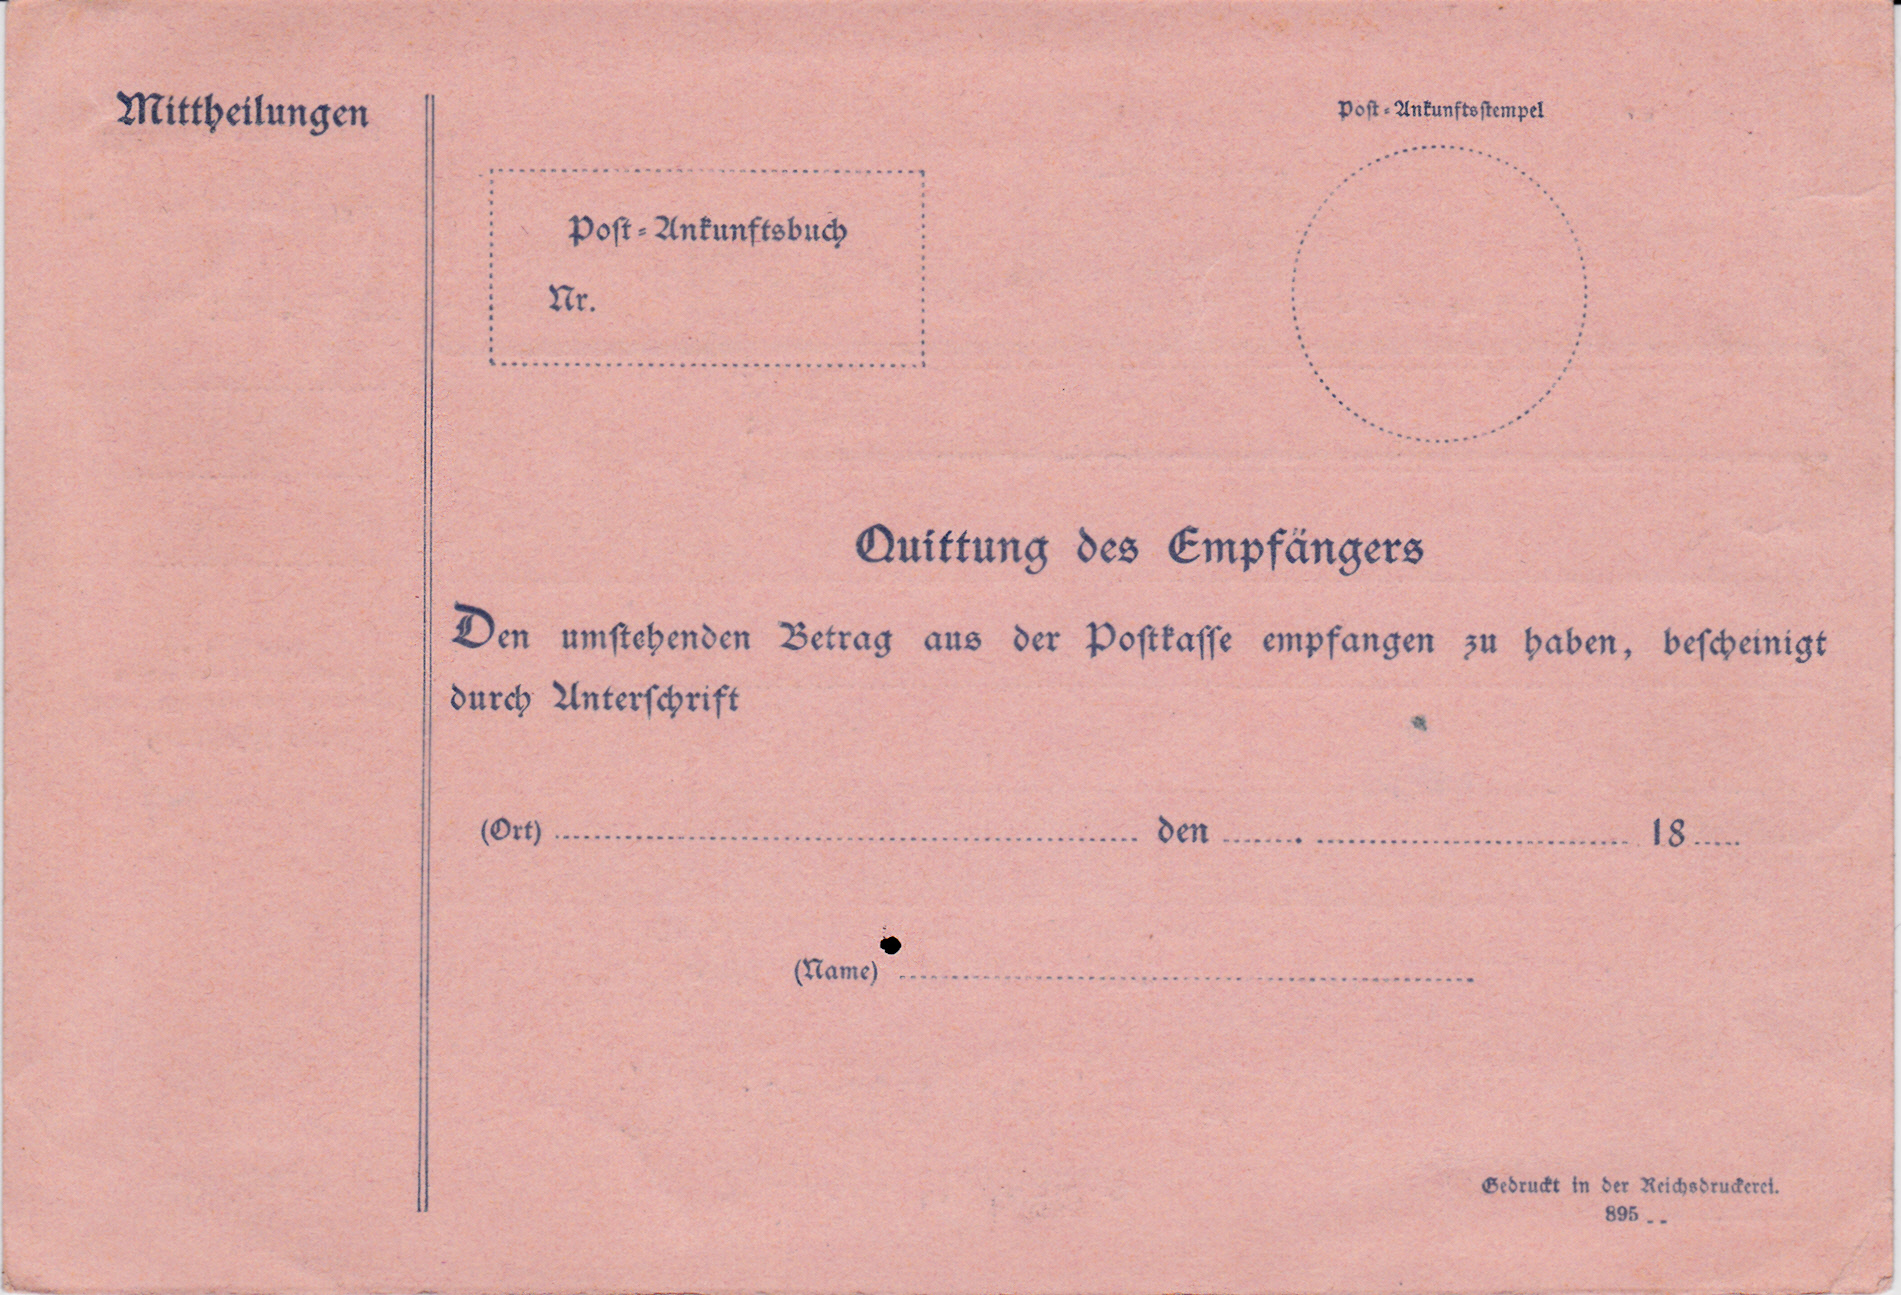 Mittheilungen
Post-Ankunftsstempel
Post-Ankunftsbuch
Nr.
Quittung des Empfängers
Den umstehenden Betrag aus der Postkasse empfangen zu haben, bescheinigt
durch Unterschrift
(Ort) den . 18
(Name)
Gedruckt in der Reichsdruckerei.
895